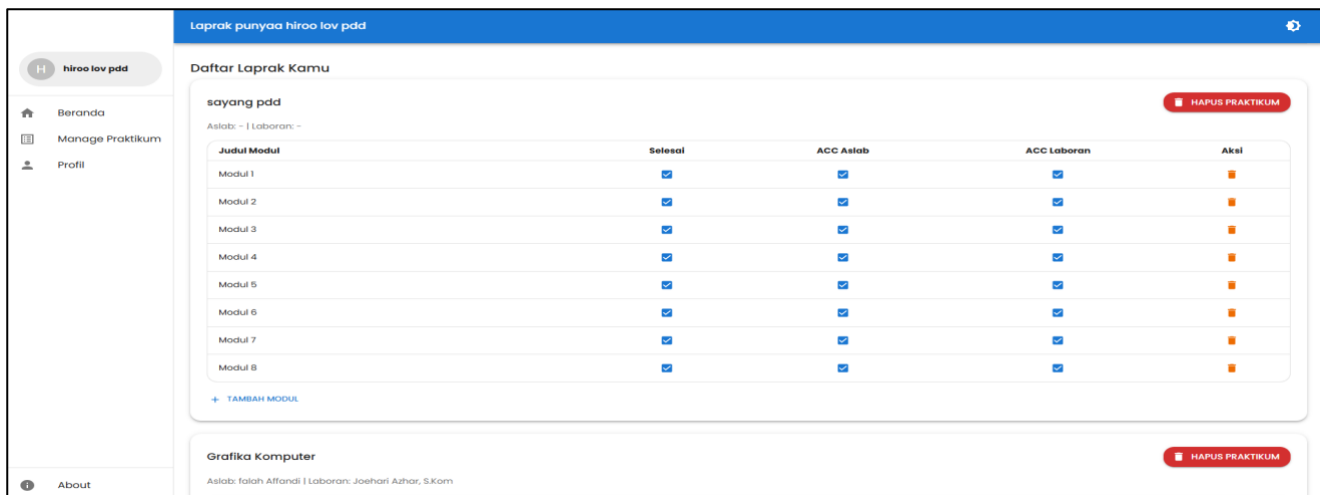 Laprak punyaa hiroo lov pdd
H hiroo lov pdd
Beranda
Manage Praktikum
Profil
About
Daftar Laprak Kamu
sayang pdd
HAPUS PRAKTIKUM
Aslab: - | Laboran: -
Judul Modul Selesai ACC Aslab ACC Laboran Aksi
Modul 1
Modul 2
Modul 3
Modul 4
Modul 5
Modul 6
Modul 7
Modul 8
+ TAMBAH MODUL
Grafika Komputer
HAPUS PRAKTIKUM
Aslab: falah Affandi | Laboran: Joehari Azhar, S.Kom